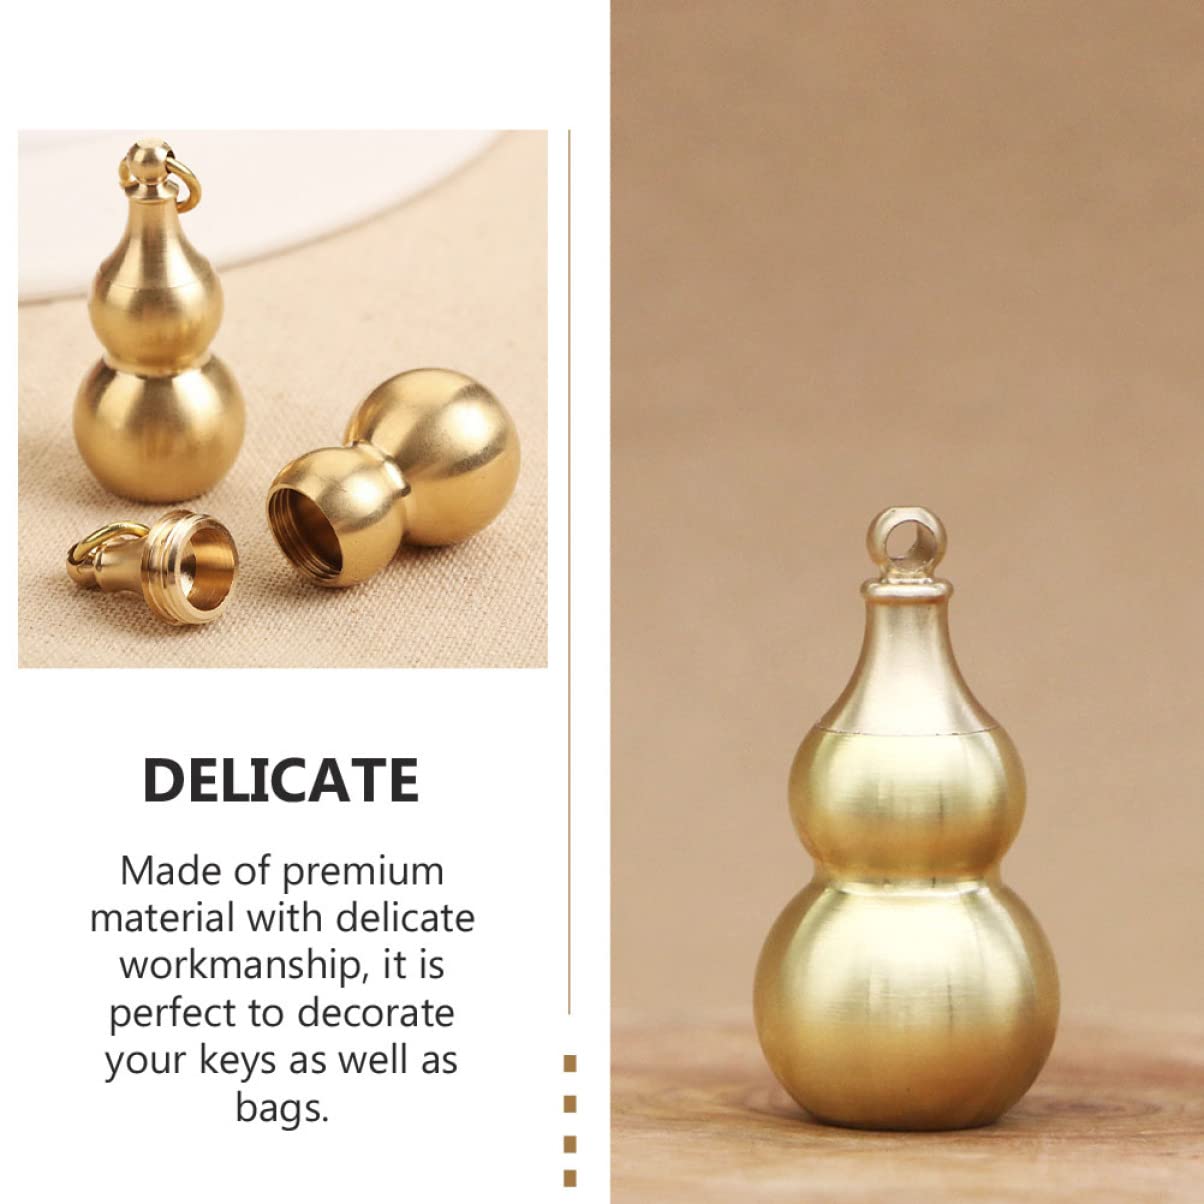 DELICATE
Made of premium
material with delicate
workmanship, it is
perfect to decorate
your keys as well as
bags.